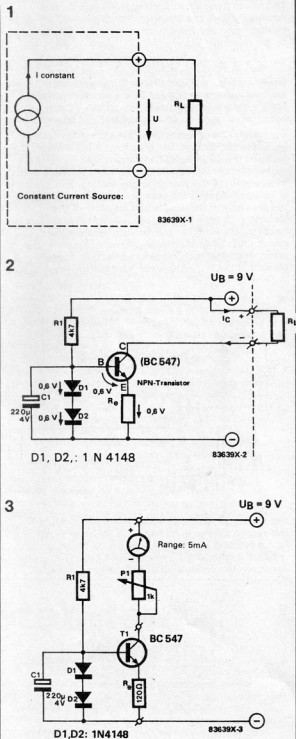 1
I constant
+
U
RL
−
Constant Current Source:
83639X-1
2
UB = 9 V
+
R1
4k7
IC
+
RL
−
C
B
(BC 547)
E
NPN-Transistor
0,6 V
D1
0,6 V
Re
0,6 V
C1
220µ
4V
0,6 V
D2
−
83639X-2
D1, D2,: 1 N 4148
3
UB = 9 V
+
+
Range: 5mA
−
P1
1k
R1
4k7
T1
BC 547
D1
C1
220µ
4V
D2
Re
120Ω
−
83639X-3
D1,D2: 1N4148